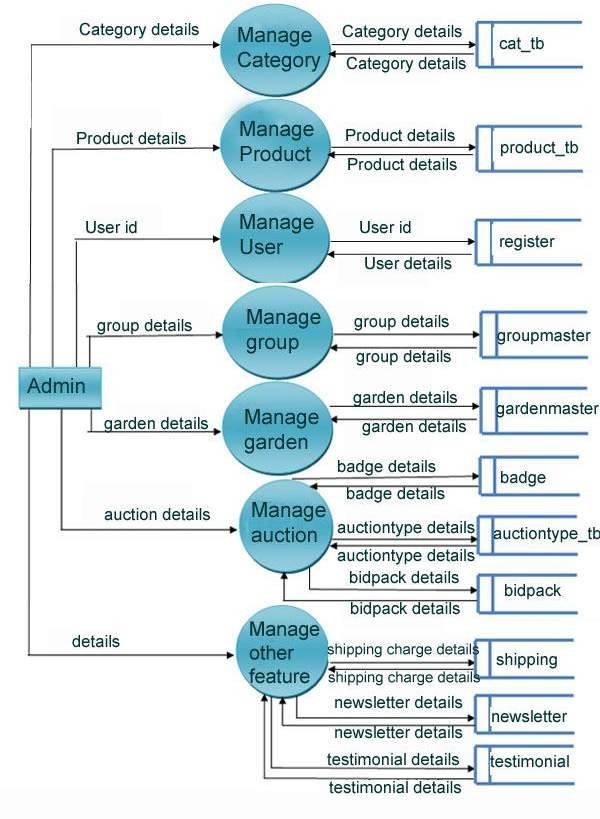 Category details
Manage
Category
Category details
Category details
cat_tb
Product details
Manage
Product
Product details
Product details
product_tb
User id
Manage
User
User id
User details
register
group details
Manage
group
group details
group details
groupmaster
Admin
garden details
Manage
garden
garden details
garden details
gardenmaster
badge details
badge details
badge
auction details
Manage
auction
auctiontype details
auctiontype details
auctiontype_tb
bidpack details
bidpack details
bidpack
details
Manage
other
feature
shipping charge details
shipping charge details
shipping
newsletter details
newsletter details
newsletter
testimonial details
testimonial details
testimonial